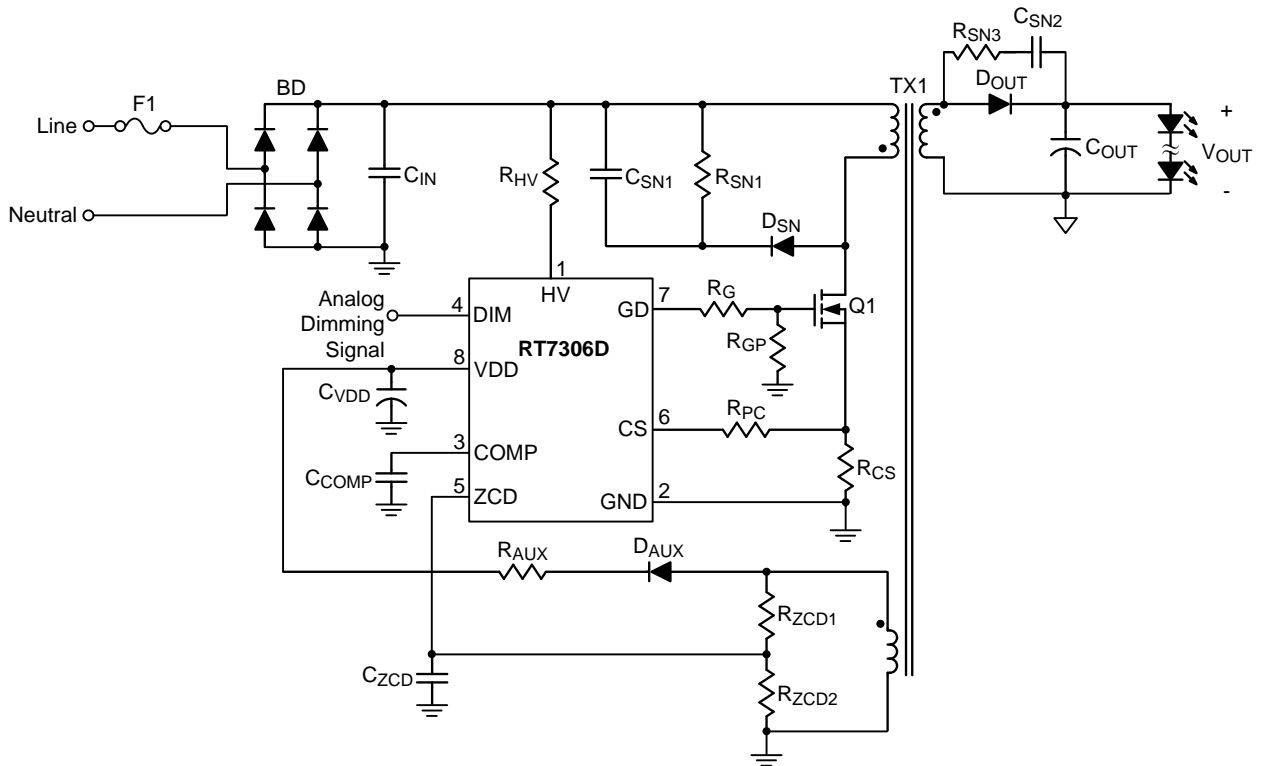 CSN2
RSN3
DOUT
TX1
BD
F1
Line
+
COUT
VOUT
CIN
RHV
CSN1
RSN1
Neutral
-
DSN
1
HV
RG
Q1
Analog
Dimming
Signal
4
DIM
GD
7
RGP
RT7306D
8
VDD
CVDD
RPC
CS
6
3
COMP
CCOMP
RCS
5
ZCD
GND
2
RAUX
DAUX
RZCD1
CZCD
RZCD2